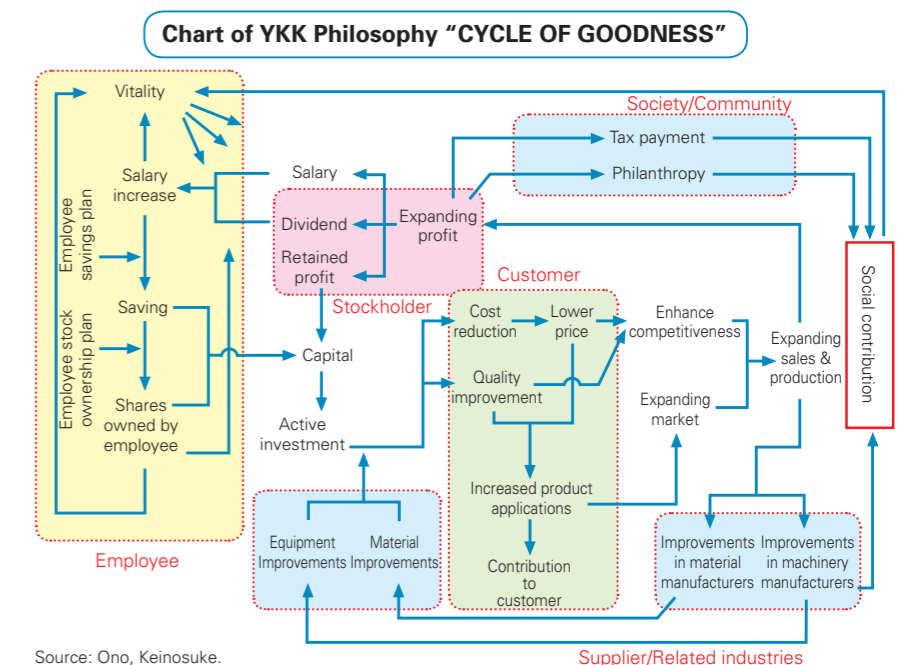 Chart of YKK Philosophy “CYCLE OF GOODNESS”
Vitality
Salary
increase
Employee
savings plan
Saving
Employee stock
ownership plan
Shares
owned by
employee
Employee
Salary
Dividend
Retained
profit
Expanding
profit
Stockholder
Society/Community
Tax payment
Philanthropy
Social contribution
Capital
Active
investment
Customer
Cost
reduction
Lower
price
Quality
improvement
Increased product
applications
Contribution
to
customer
Enhance
competitiveness
Expanding
market
Expanding
sales &
production
Equipment
Improvements
Material
Improvements
Improvements
in material
manufacturers
Improvements
in machinery
manufacturers
Supplier/Related industries
Source: Ono, Keinosuke.